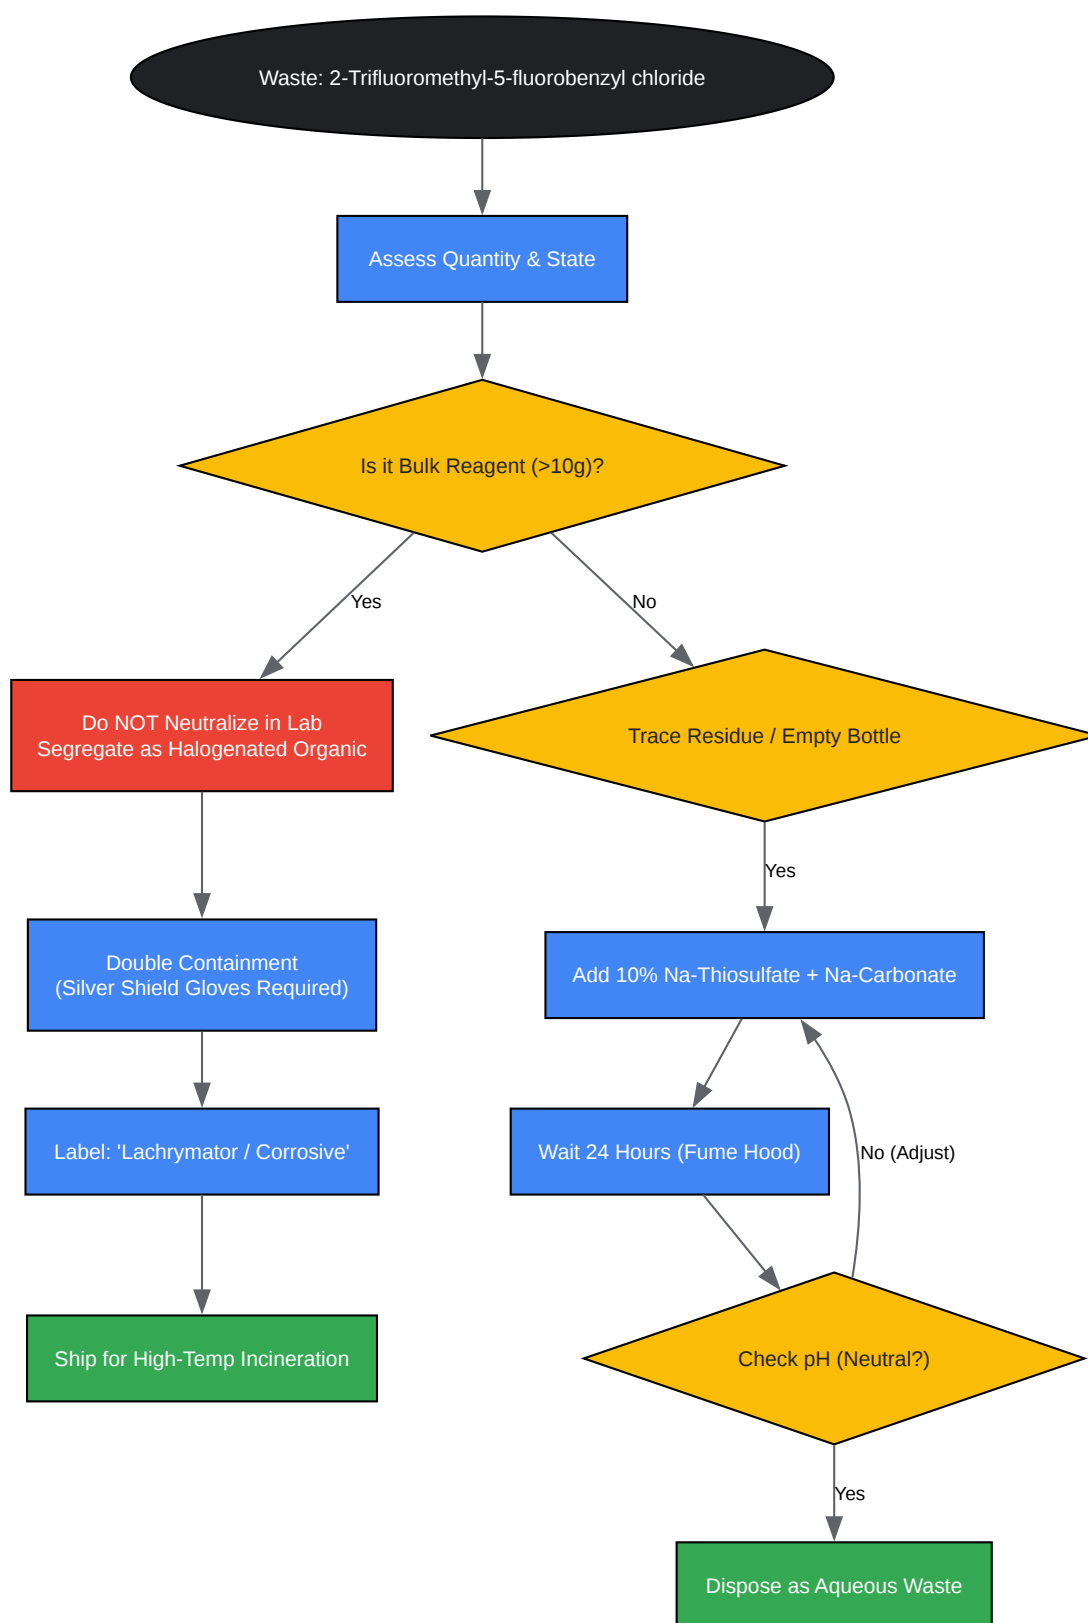 Waste: 2-Trifluoromethyl-5-fluorobenzyl chloride
Assess Quantity & State
Is it Bulk Reagent (>10g)?
Yes
No
Do NOT Neutralize in Lab
Segregate as Halogenated Organic
Trace Residue / Empty Bottle
Yes
Double Containment
(Silver Shield Gloves Required)
Add 10% Na-Thiosulfate + Na-Carbonate
Label: 'Lachrymator / Corrosive'
Wait 24 Hours (Fume Hood)
No (Adjust)
Ship for High-Temp Incineration
Check pH (Neutral?)
Yes
Dispose as Aqueous Waste